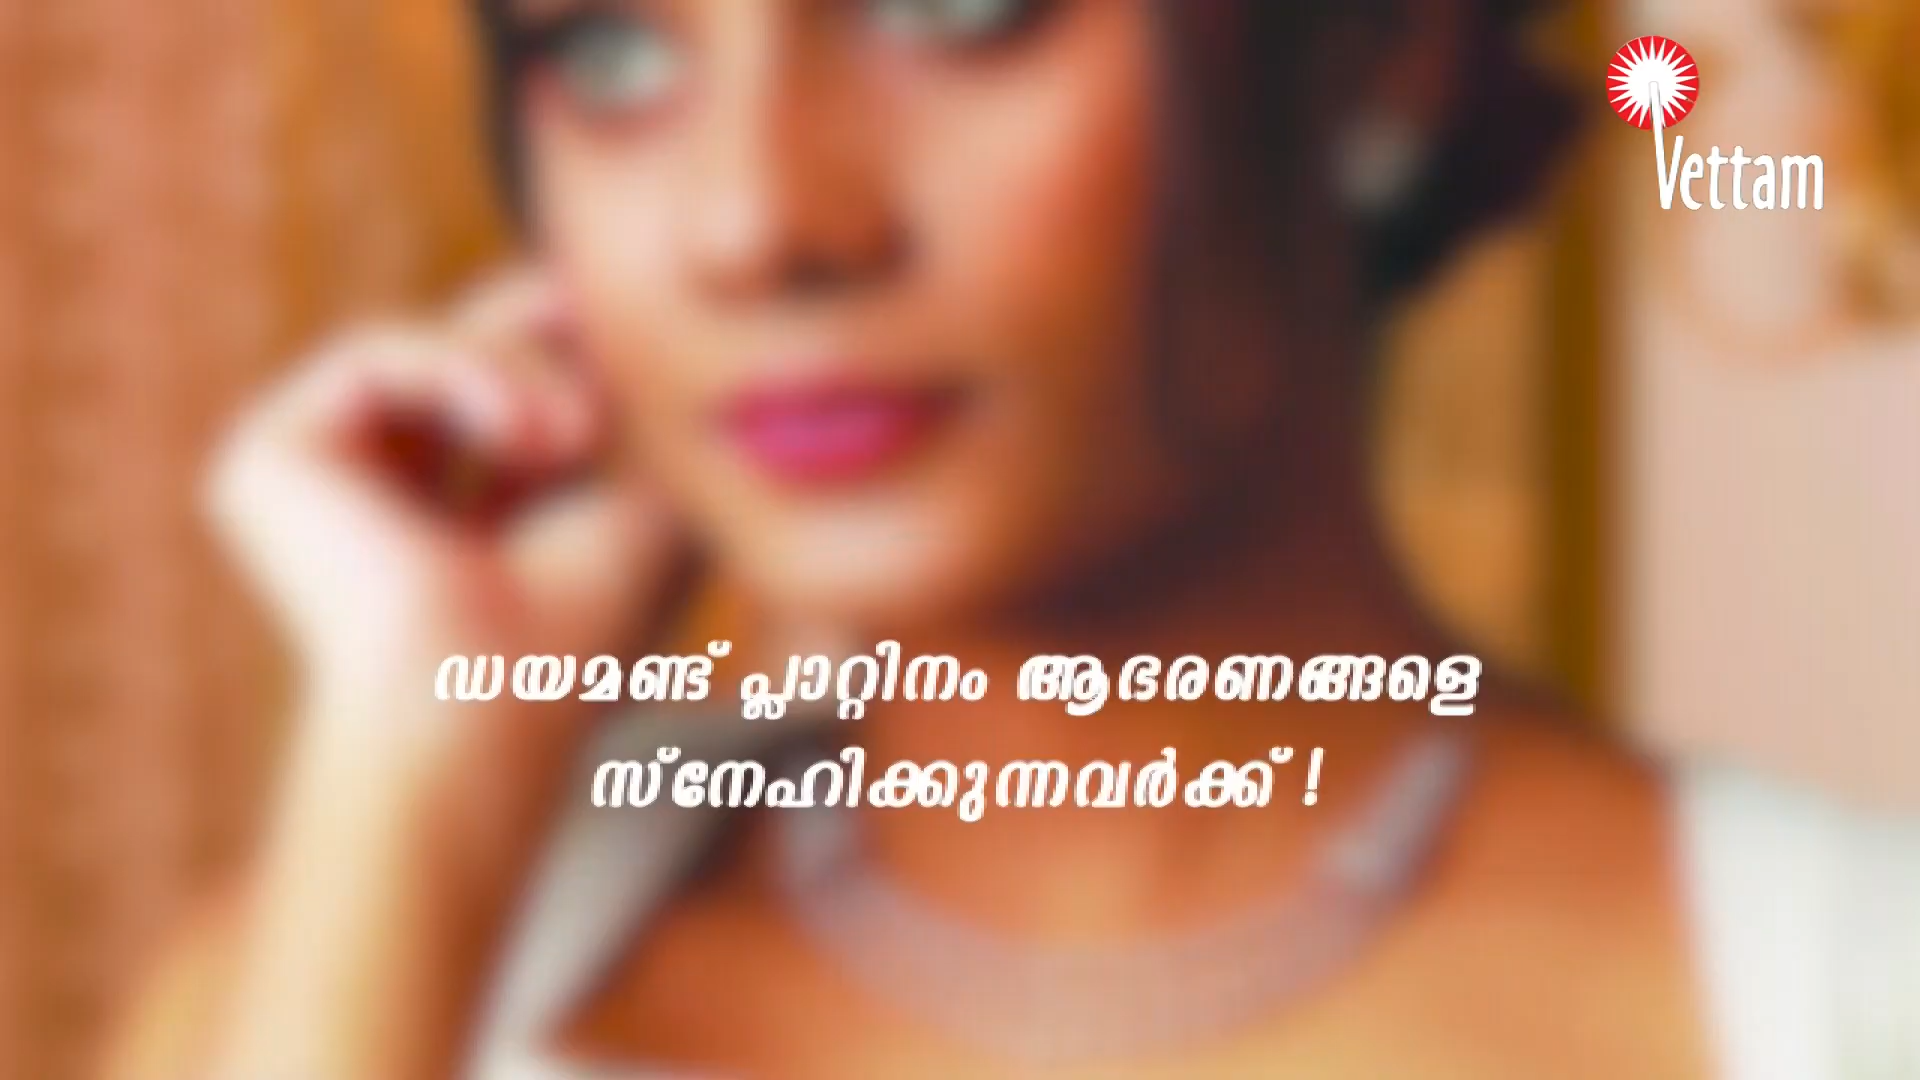 Vettam
ഡയമണ്ട് പ്ലാറ്റിനം ആഭരണങ്ങളെ
സ്നേഹിക്കുന്നവർക്ക് !